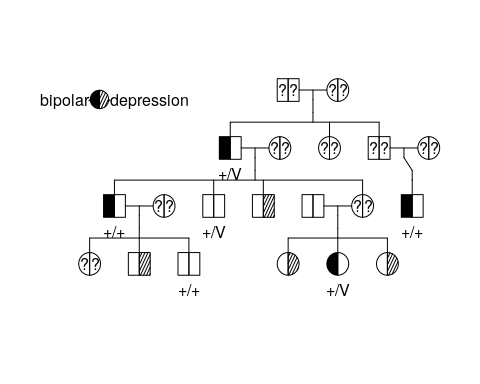 ?? ??
bipolar depression
?? ?? ?? ??
+/V
?? ??
+/+ +/V +/+
??
+/+ +/V